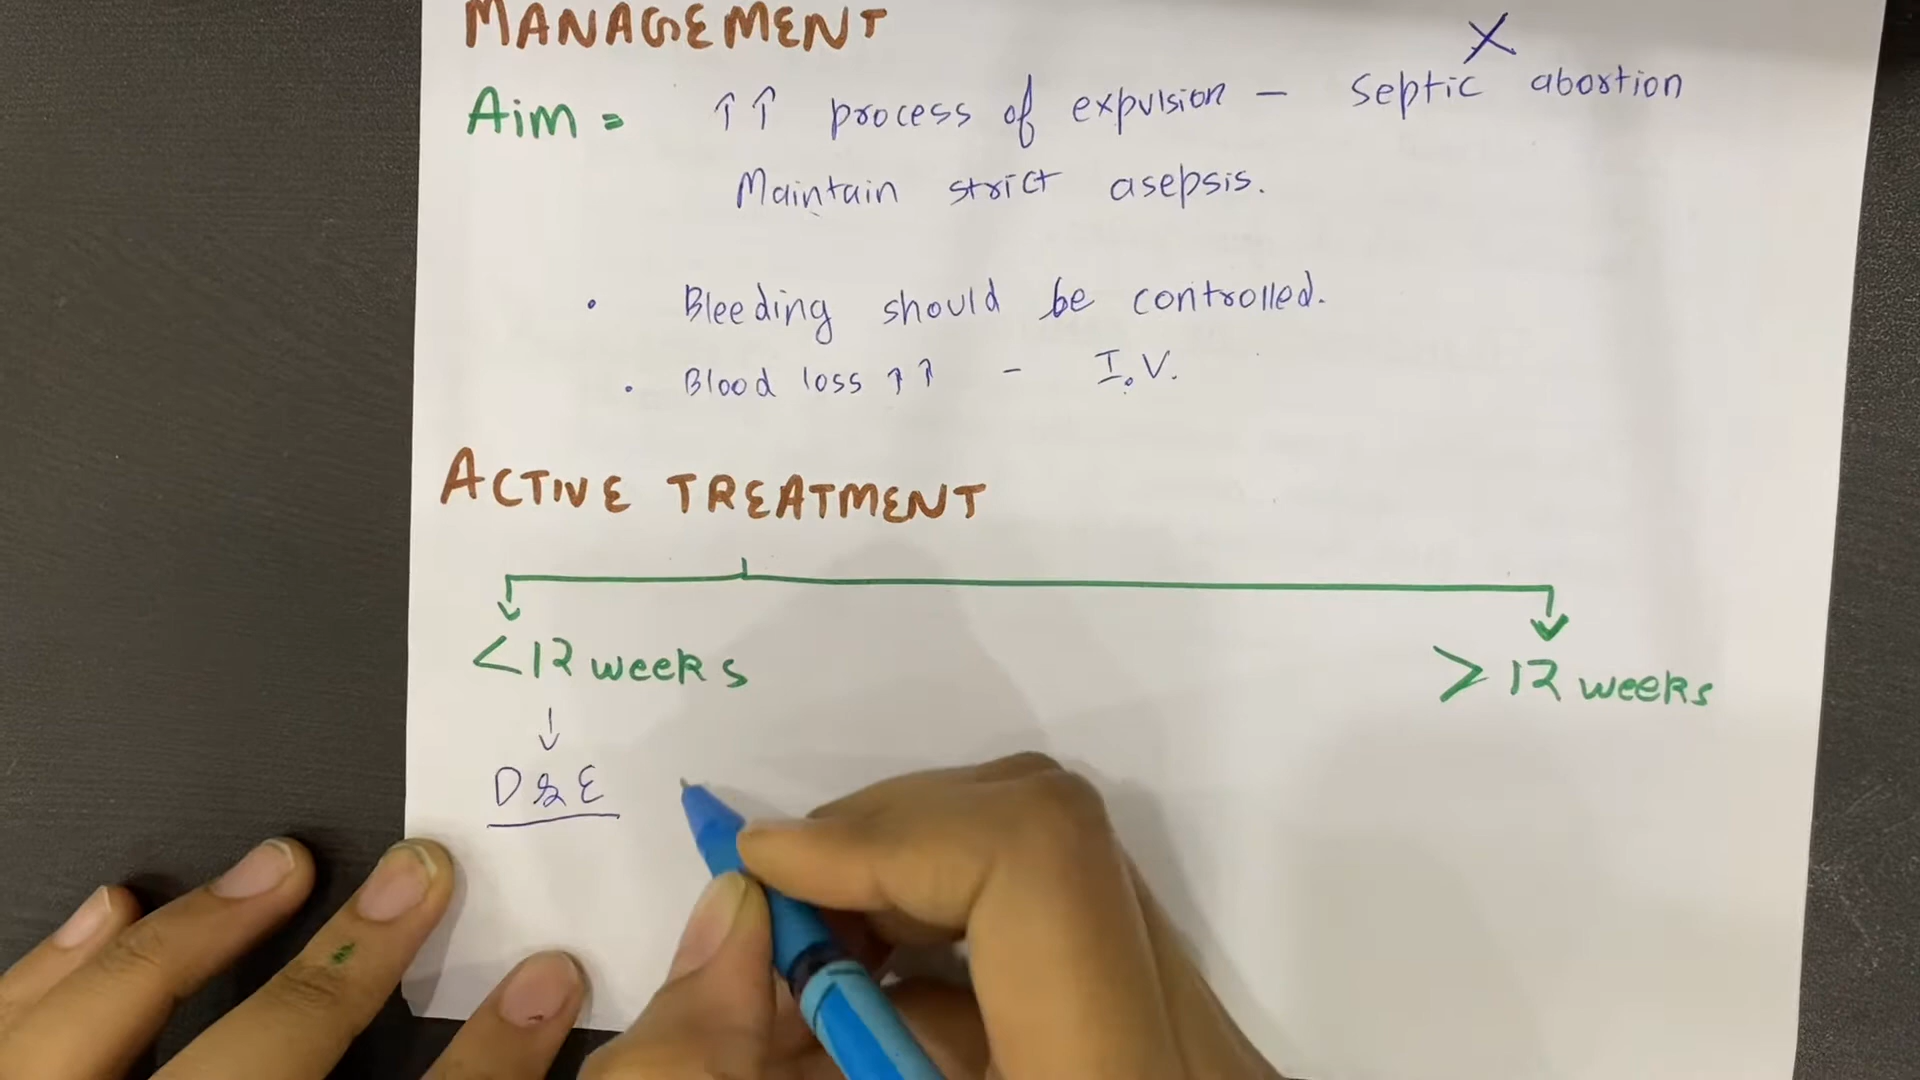 MANAGEMENT
X
Aim = ↑↑ process of expulsion - septic abortion
Maintain strict asepsis.
• Bleeding should be controlled.
• Blood loss ↑↑ - I.V.
ACTIVE TREATMENT
<12 weeks
> 12 weeks
↓
D & E